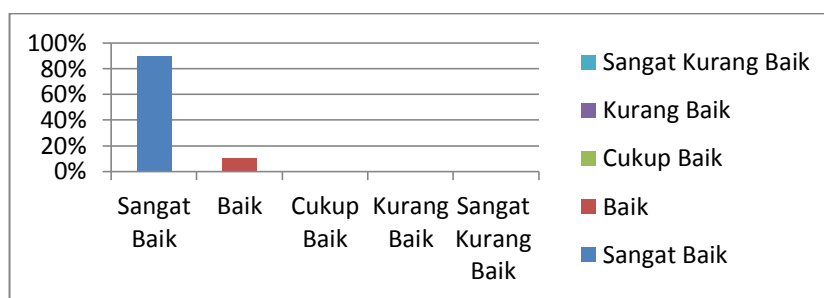 100%
80%
60%
40%
20%
0%
Sangat
Baik
Baik
Cukup
Baik
Kurang
Baik
Sangat
Kurang
Baik
Sangat Kurang Baik
Kurang Baik
Cukup Baik
Baik
Sangat Baik